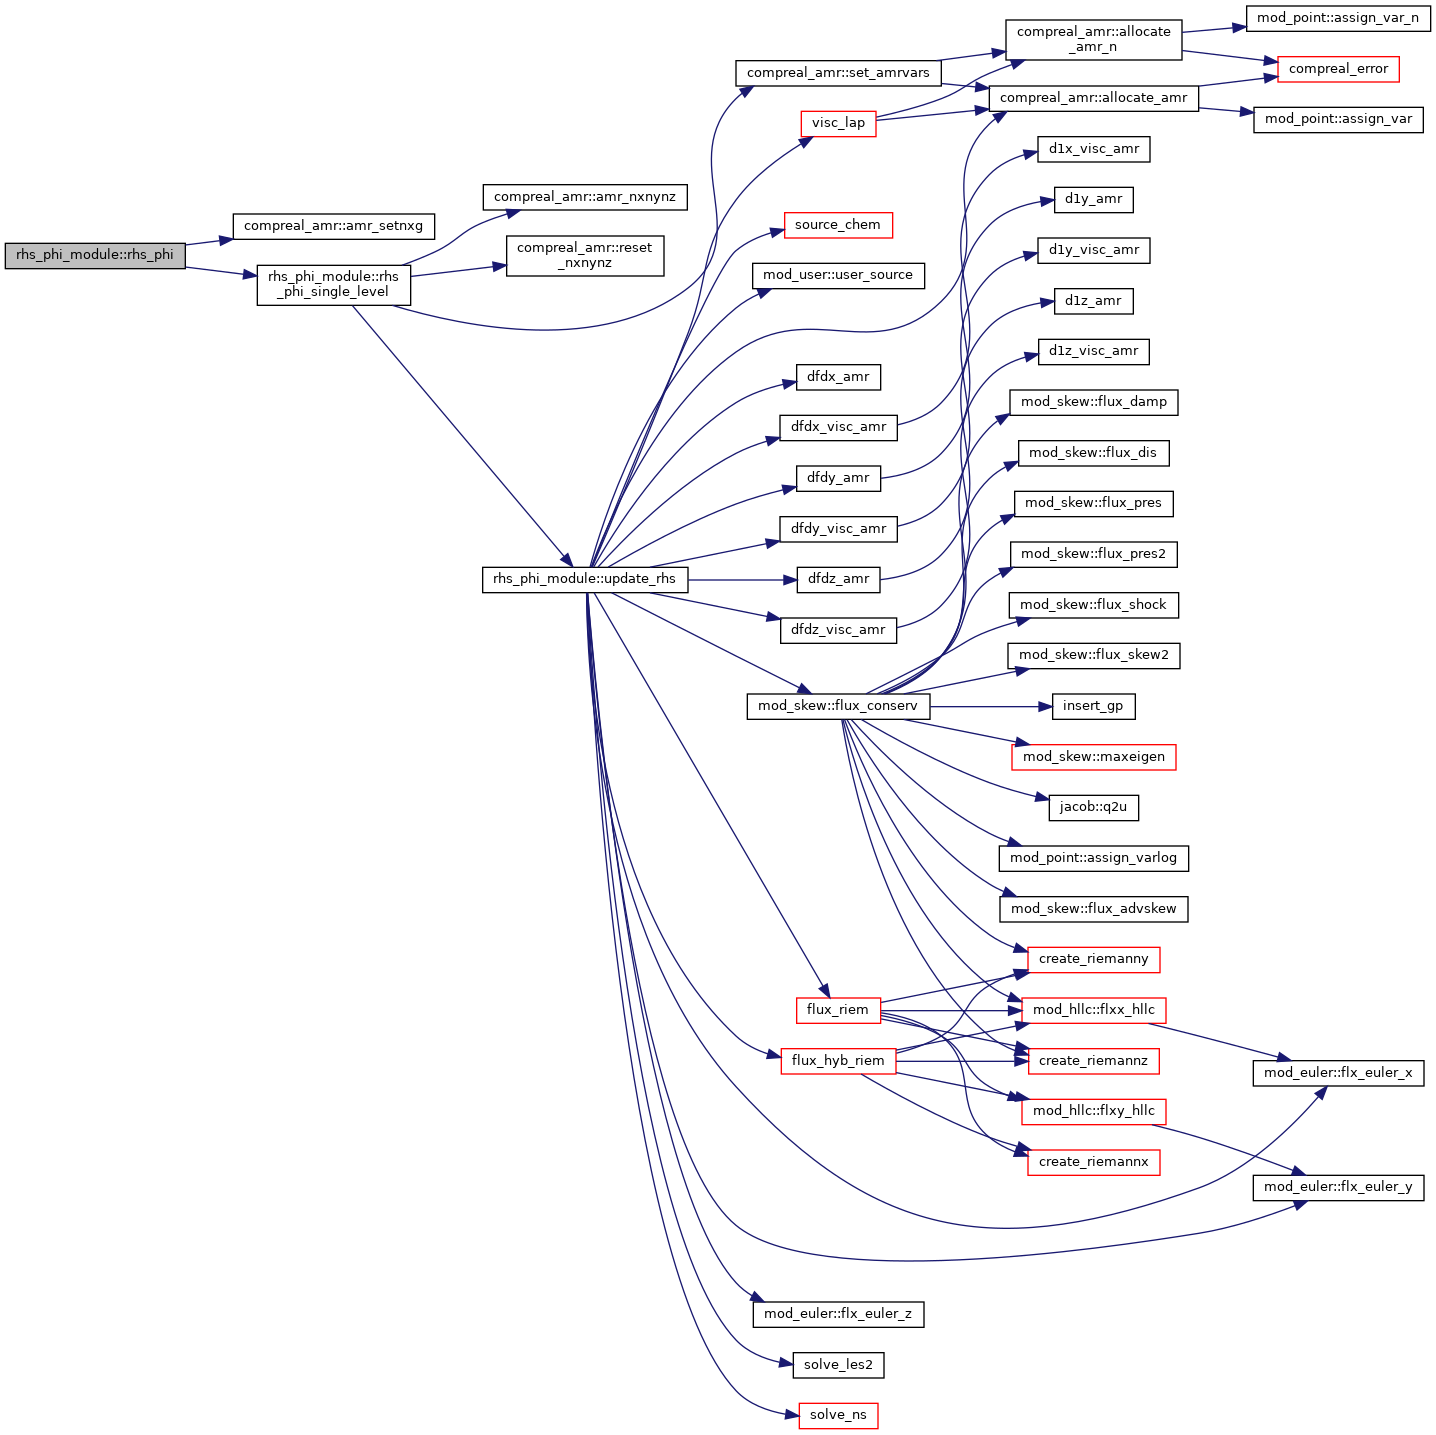 rhs_phi_module::rhs_phi
compreal_amr::amr_setnxg
rhs_phi_module::rhs
_phi_single_level
compreal_amr::amr_nxnynz
compreal_amr::reset
_nxnynz
rhs_phi_module::update_rhs
compreal_amr::set_amrvars
visc_lap
source_chem
mod_user::user_source
dfdx_amr
dfdx_visc_amr
dfdy_amr
dfdy_visc_amr
dfdz_amr
dfdz_visc_amr
mod_skew::flux_conserv
flux_riem
flux_hyb_riem
mod_euler::flx_euler_z
solve_les2
solve_ns
compreal_amr::allocate
_amr_n
compreal_amr::allocate_amr
d1x_visc_amr
d1y_amr
d1y_visc_amr
d1z_amr
d1z_visc_amr
mod_skew::flux_damp
mod_skew::flux_dis
mod_skew::flux_pres
mod_skew::flux_pres2
mod_skew::flux_shock
mod_skew::flux_skew2
insert_gp
mod_skew::maxeigen
jacob::q2u
mod_point::assign_varlog
mod_skew::flux_advskew
create_riemanny
mod_hllc::flxx_hllc
create_riemannz
mod_hllc::flxy_hllc
create_riemannx
mod_point::assign_var_n
compreal_error
mod_point::assign_var
mod_euler::flx_euler_x
mod_euler::flx_euler_y